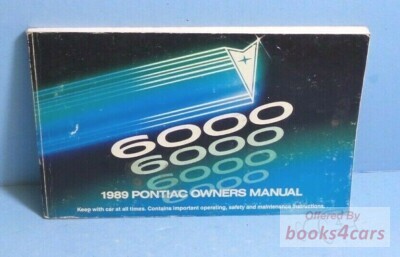 6000
6000
6000
6000
1989 PONTIAC OWNERS MANUAL
Keep with car at all times. Contains important operating, safety and maintenance instructions.
Offered By
books4cars